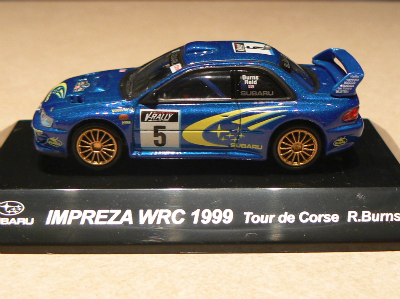 Burns
Reid
SUBARU
V-RALLY
5
SUBARU
SUBARU IMPREZA WRC 1999 Tour de Corse R.Burns